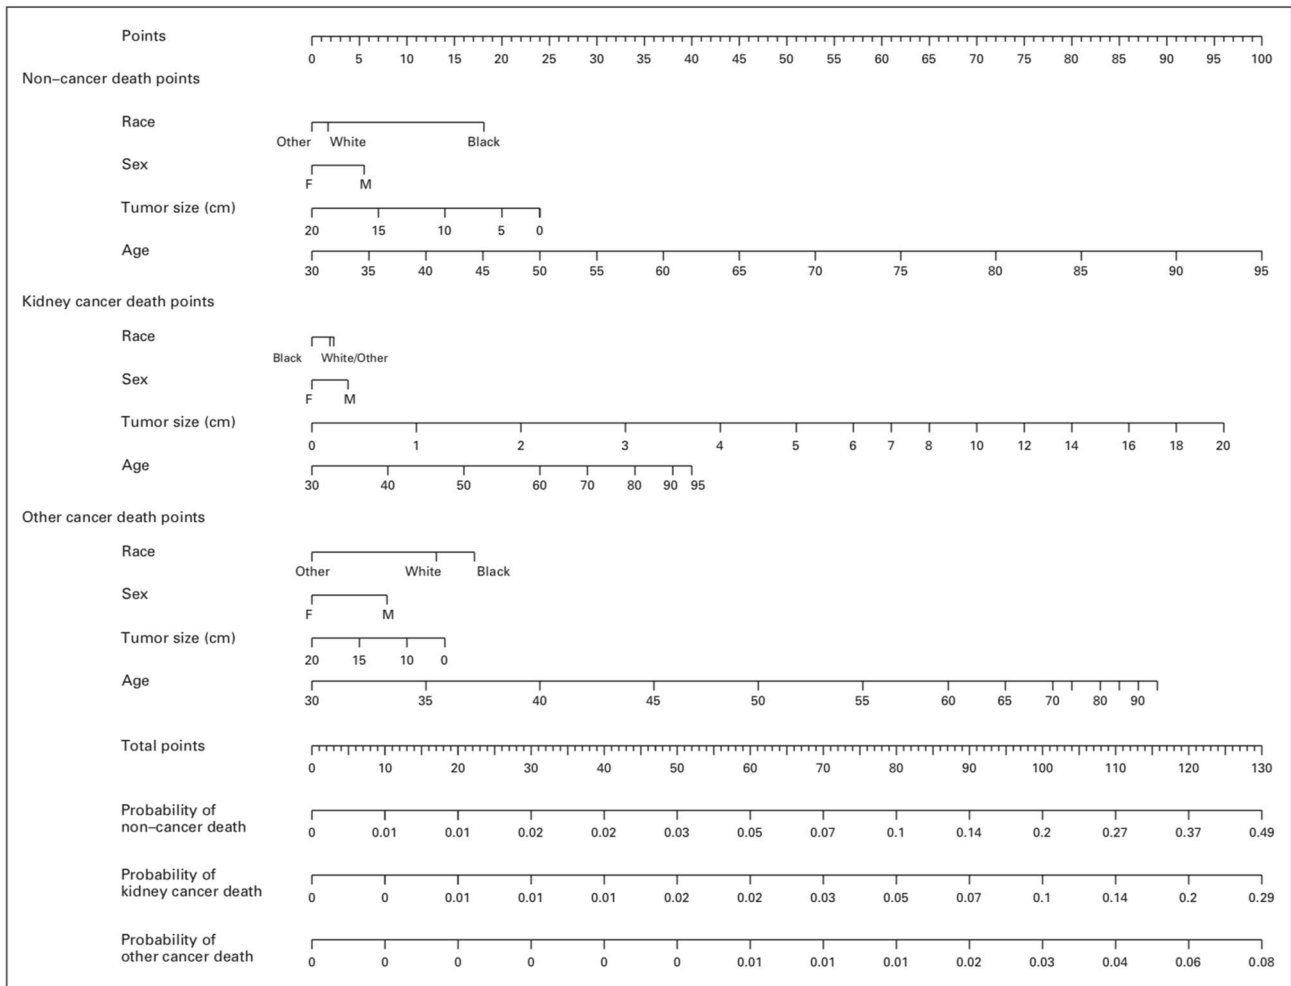 Points
0 5 10 15 20 25 30 35 40 45 50 55 60 65 70 75 80 85 90 95 100
Non–cancer death points
Race
Other White Black
Sex
F M
Tumor size (cm)
20 15 10 5 0
Age
30 35 40 45 50 55 60 65 70 75 80 85 90 95
Kidney cancer death points
Race
Black White/Other
Sex
F M
Tumor size (cm)
0 1 2 3 4 5 6 7 8 10 12 14 16 18 20
Age
30 40 50 60 70 80 90 95
Other cancer death points
Race
Other White Black
Sex
F M
Tumor size (cm)
20 15 10 0
Age
30 35 40 45 50 55 60 65 70 80 90
Total points
0 10 20 30 40 50 60 70 80 90 100 110 120 130
Probability of
non–cancer death
0 0.01 0.01 0.02 0.02 0.03 0.05 0.07 0.1 0.14 0.2 0.27 0.37 0.49
Probability of
kidney cancer death
0 0 0.01 0.01 0.01 0.02 0.02 0.03 0.05 0.07 0.1 0.14 0.2 0.29
Probability of
other cancer death
0 0 0 0 0 0 0.01 0.01 0.01 0.02 0.03 0.04 0.06 0.08